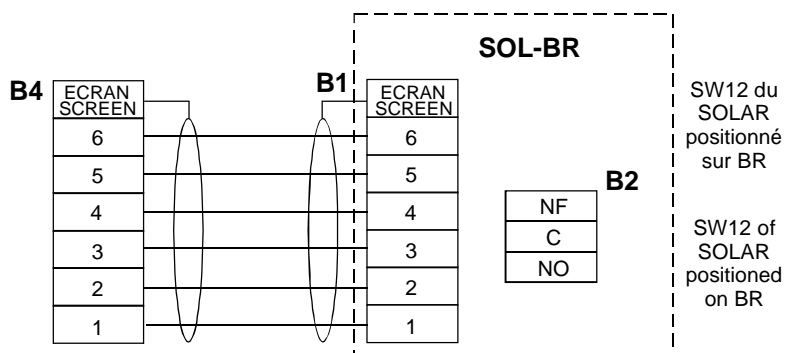 SOL-BR
B4
ECRAN
SCREEN
6
5
4
3
2
1
B1
ECRAN
SCREEN
6
5
4
3
2
1
B2
NF
C
NO
SW12 du
SOLAR
positionné
sur BR
SW12 of
SOLAR
positioned
on BR